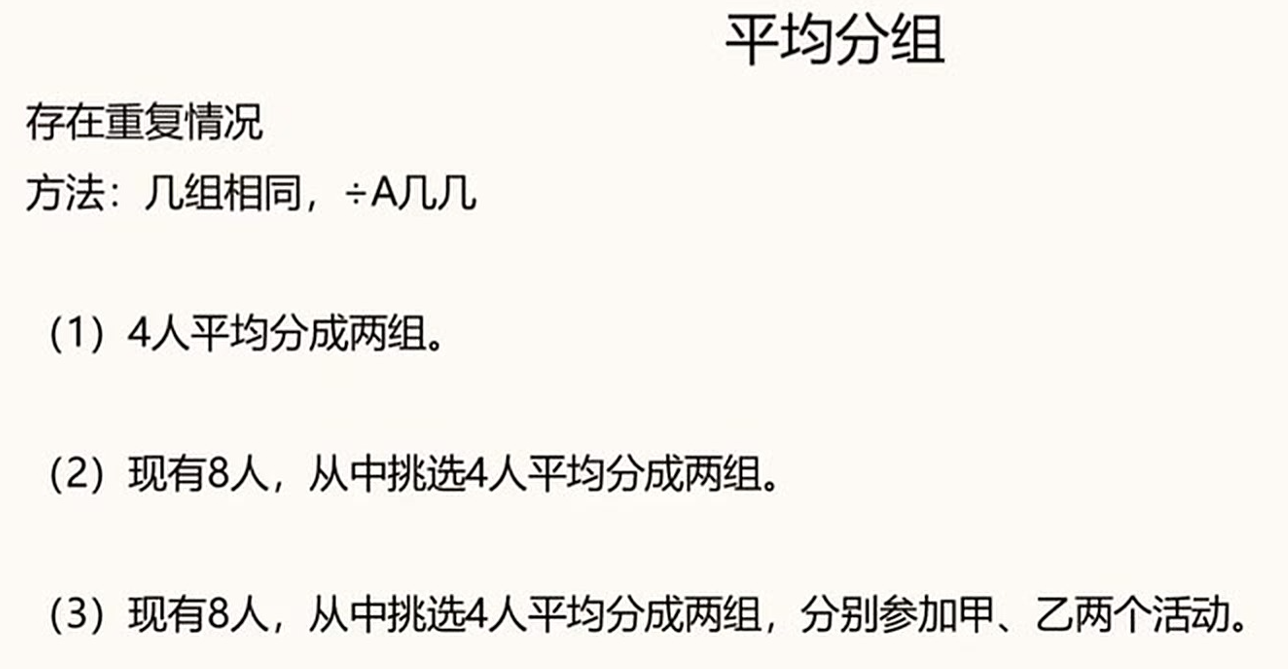 平均分组
存在重复情况
方法：几组相同，÷A几几
（1）4人平均分成两组。
（2）现有8人，从中挑选4人平均分成两组。
（3）现有8人，从中挑选4人平均分成两组，分别参加甲、乙两个活动。